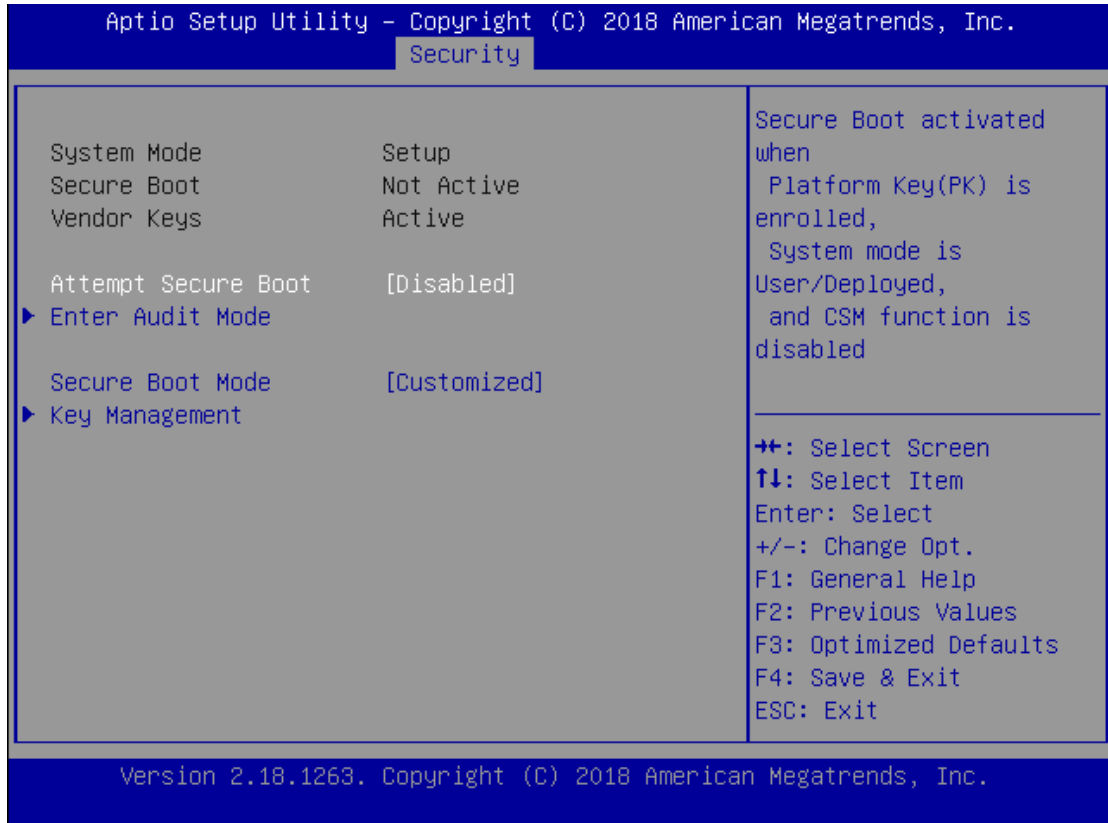 Aptio Setup Utility – Copyright (C) 2018 American Megatrends, Inc.
Security
System Mode Setup
Secure Boot Not Active
Vendor Keys Active
Attempt Secure Boot [Disabled]
▶ Enter Audit Mode
Secure Boot Mode [Customized]
▶ Key Management
Secure Boot activated
when
Platform Key(PK) is
enrolled,
System mode is
User/Deployed,
and CSM function is
disabled
→←: Select Screen
↑↓: Select Item
Enter: Select
+/-: Change Opt.
F1: General Help
F2: Previous Values
F3: Optimized Defaults
F4: Save & Exit
ESC: Exit
Version 2.18.1263. Copyright (C) 2018 American Megatrends, Inc.